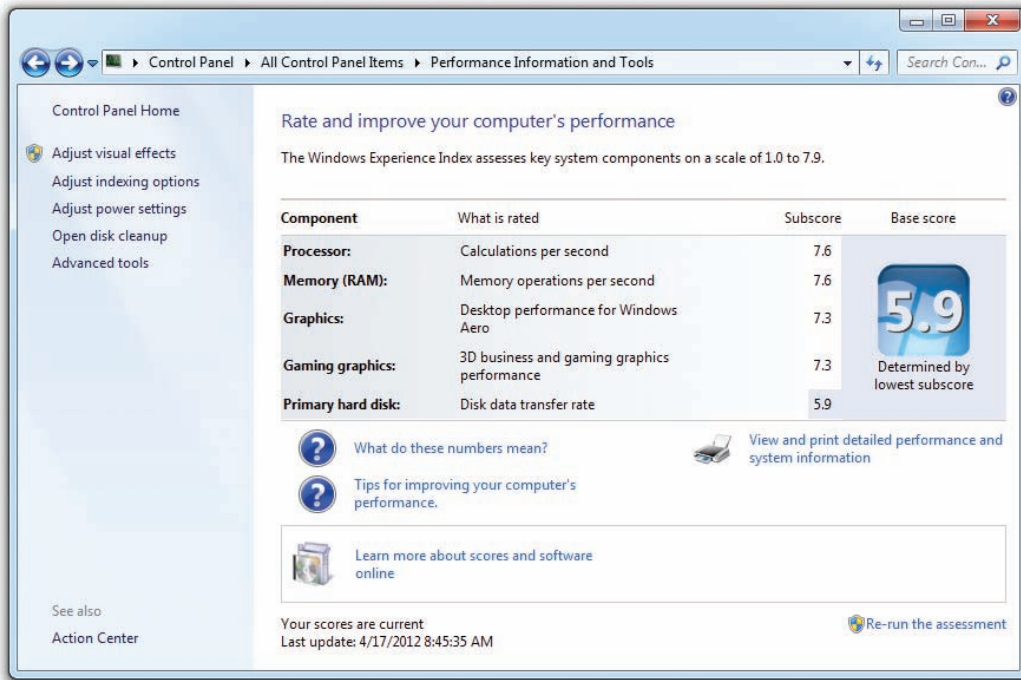 Control Panel ▸ All Control Panel Items ▸ Performance Information and Tools
Search Con...
Control Panel Home
Adjust visual effects
Adjust indexing options
Adjust power settings
Open disk cleanup
Advanced tools
See also
Action Center
Rate and improve your computer's performance
The Windows Experience Index assesses key system components on a scale of 1.0 to 7.9.
Component What is rated Subscore Base score
Processor: Calculations per second 7.6
Memory (RAM): Memory operations per second 7.6
Graphics: Desktop performance for Windows
Aero 7.3
Gaming graphics: 3D business and gaming graphics
performance 7.3
Primary hard disk: Disk data transfer rate 5.9
5.9
Determined by
lowest subscore
What do these numbers mean?
Tips for improving your computer's
performance.
View and print detailed performance and
system information
Learn more about scores and software
online
Your scores are current
Last update: 4/17/2012 8:45:35 AM
Re-run the assessment